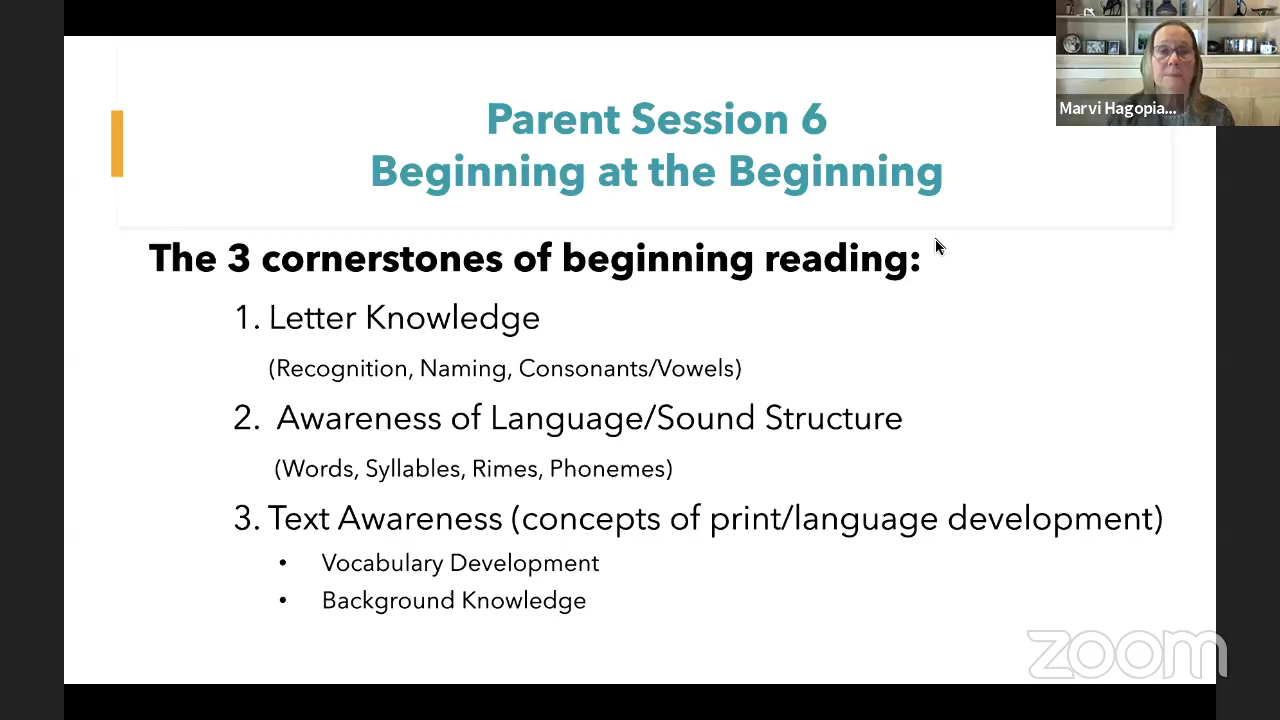 Parent Session 6
Beginning at the Beginning
Marvi Hagopia...
The 3 cornerstones of beginning reading:
1. Letter Knowledge
(Recognition, Naming, Consonants/Vowels)
2. Awareness of Language/Sound Structure
(Words, Syllables, Rimes, Phonemes)
3. Text Awareness (concepts of print/language development)
• Vocabulary Development
• Background Knowledge
zoom